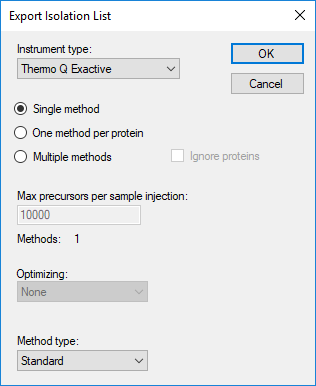 Export Isolation List
Instrument type:
Thermo Q Exactive
OK
Cancel
Single method
One method per protein
Multiple methods
Ignore proteins
Max precursors per sample injection:
10000
Methods: 1
Optimizing:
None
Method type:
Standard